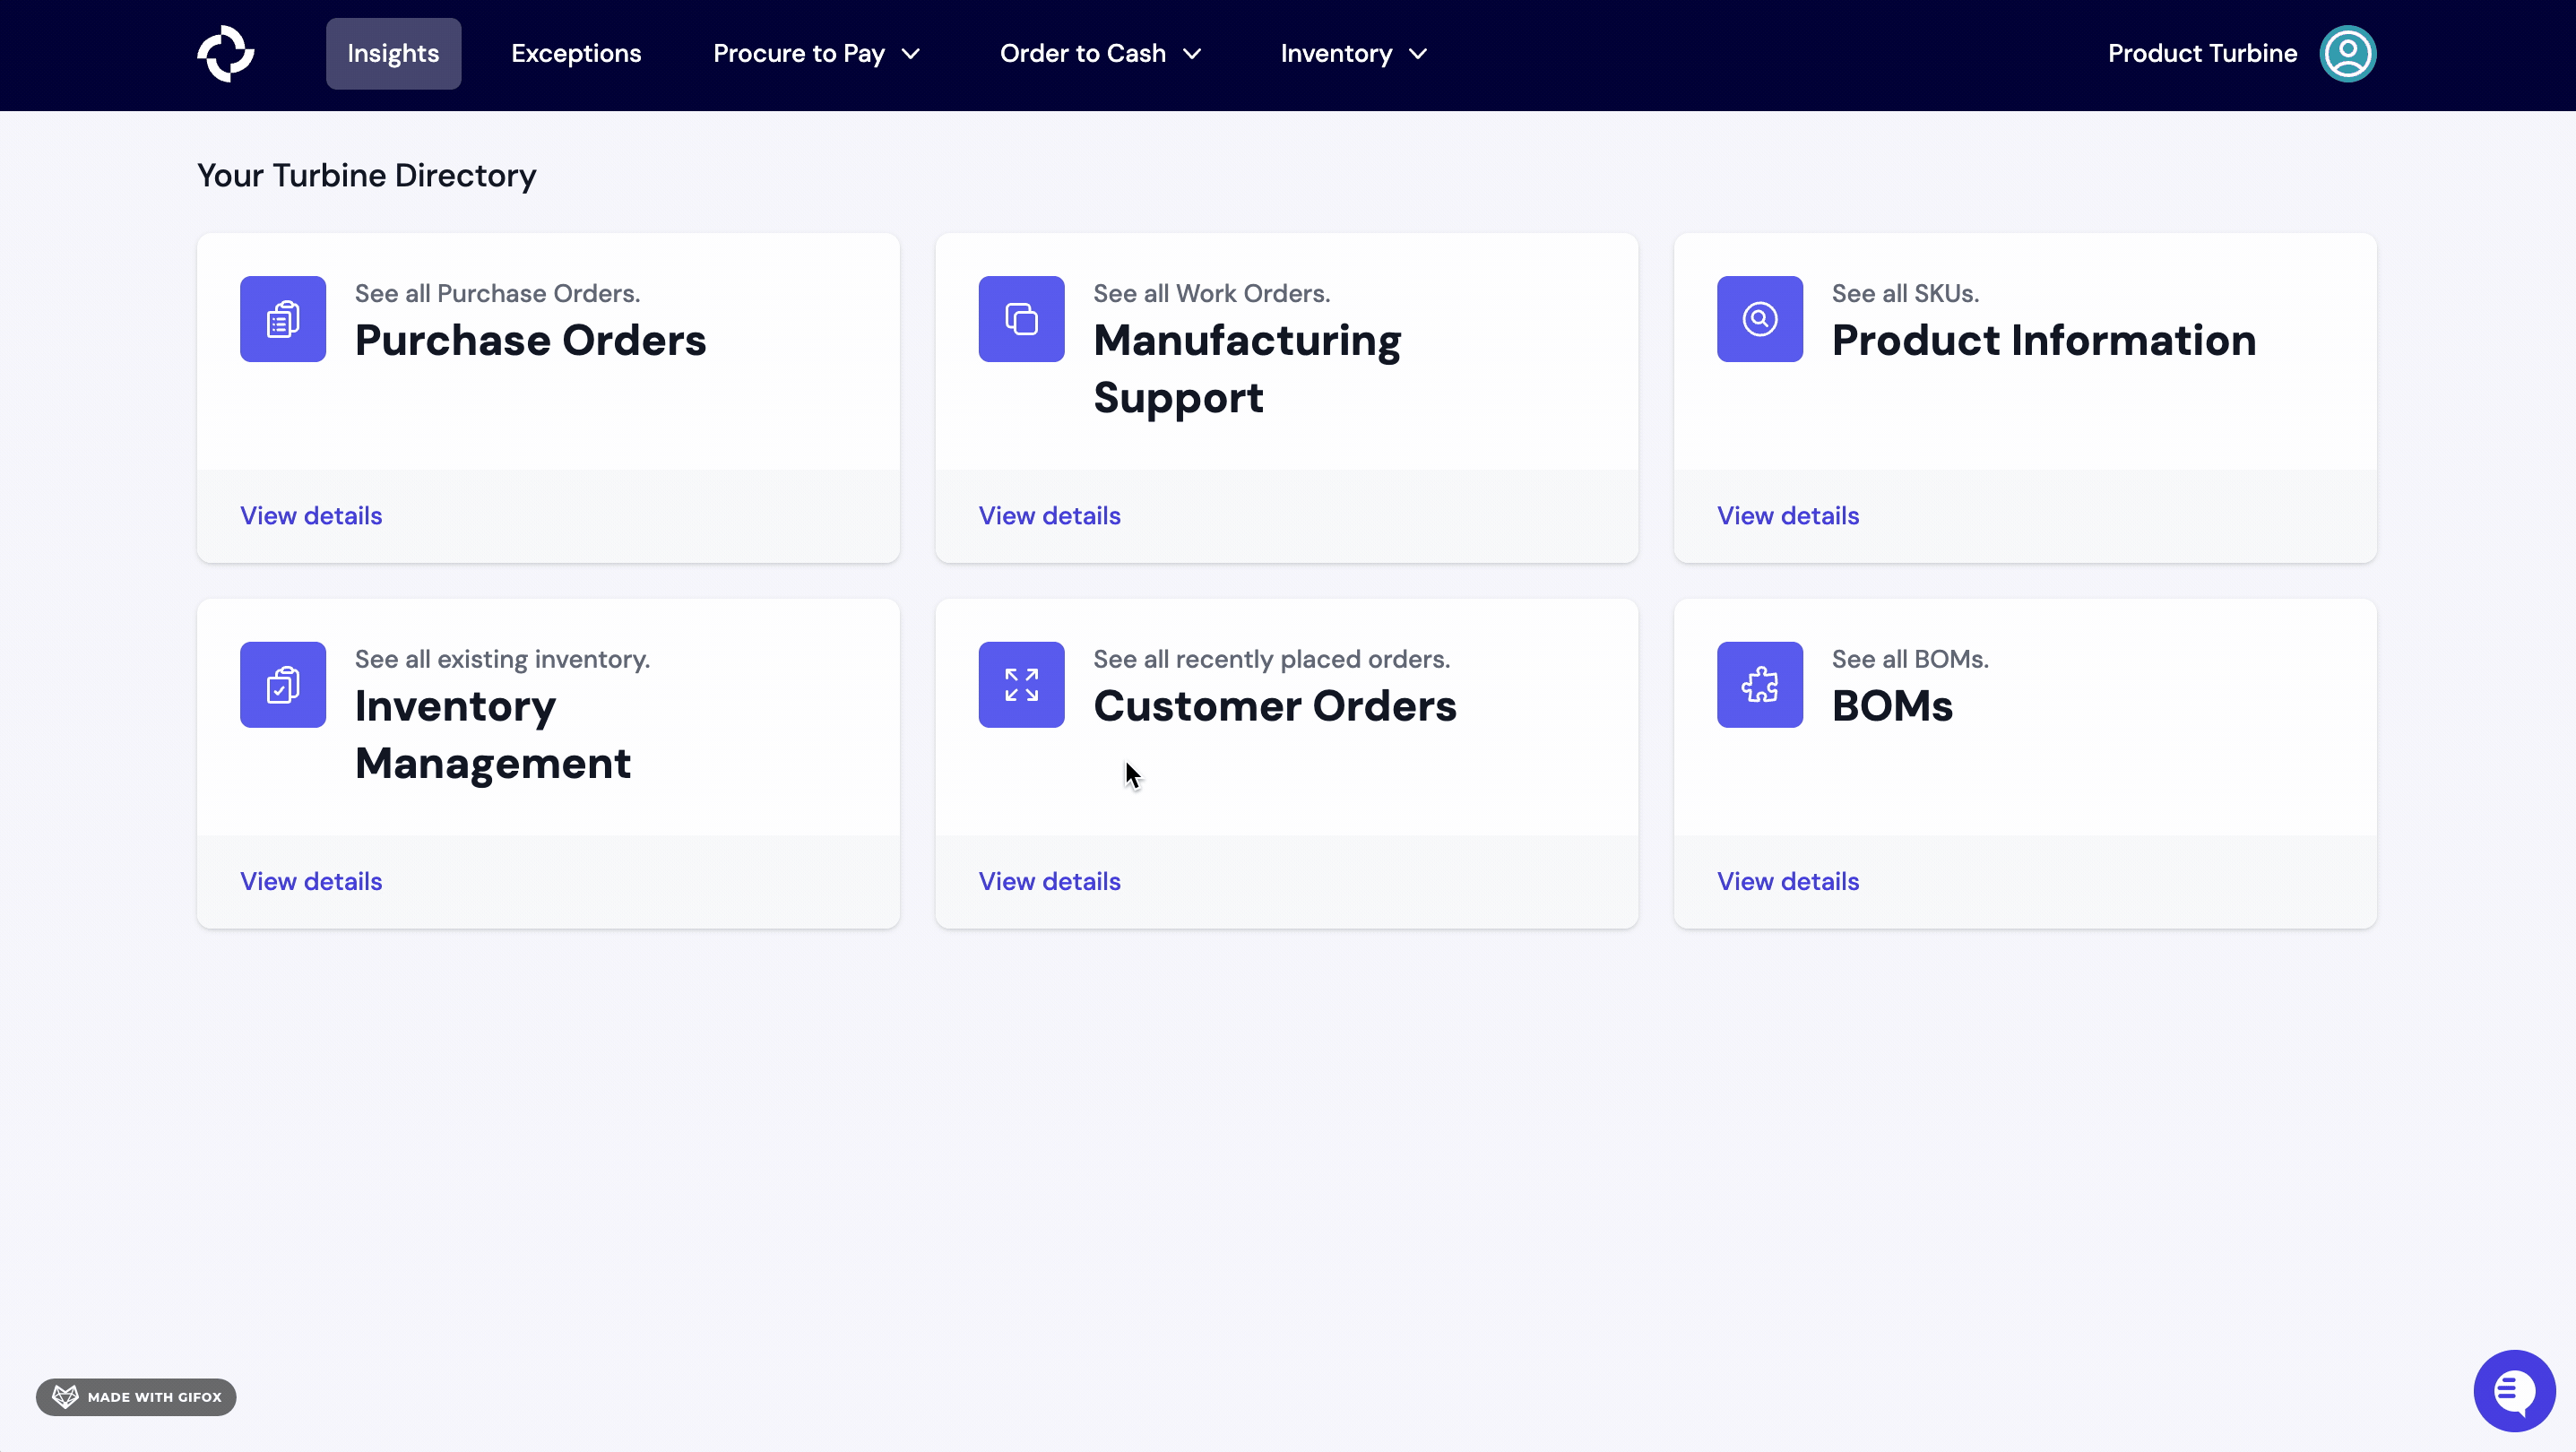 Insights
Exceptions
Procure to Pay
Order to Cash
Inventory
Product Turbine
Your Turbine Directory
See all Purchase Orders.
Purchase Orders
View details
See all Work Orders.
Manufacturing
Support
View details
See all SKUs.
Product Information
View details
See all existing inventory.
Inventory
Management
View details
See all recently placed orders.
Customer Orders
View details
See all BOMs.
BOMs
View details
MADE WITH GIFOX